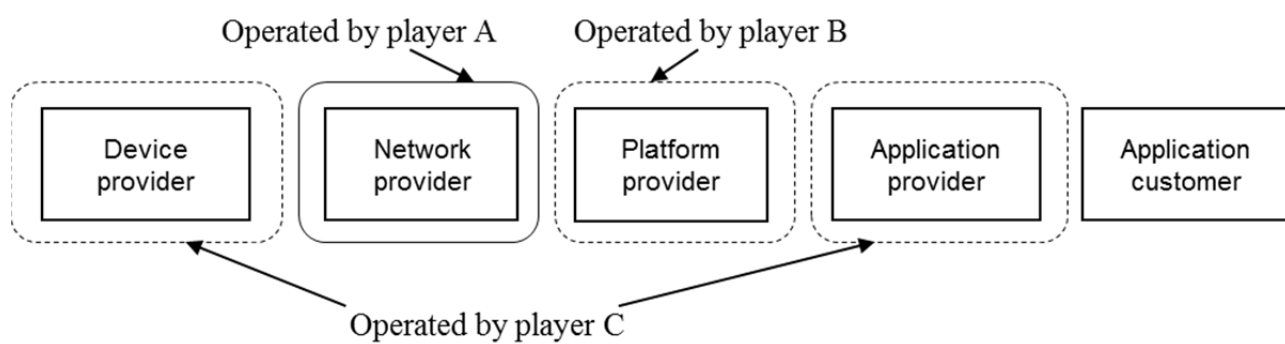 Operated by player A
Operated by player B
Device
provider
Network
provider
Platform
provider
Application
provider
Application
customer
Operated by player C